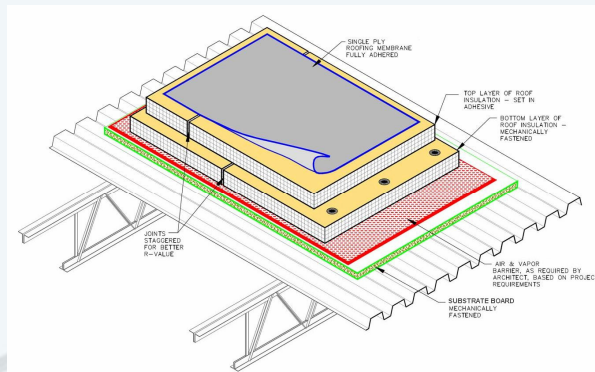 SINGLE PLY
ROOFING MEMBRANE
FULLY ADHERED
TOP LAYER OF ROOF
INSULATION – SET IN
ADHESIVE
BOTTOM LAYER OF
ROOF INSULATION –
MECHANICALLY
FASTENED
JOINTS
STAGGERED
FOR BETTER
R-VALUE
AIR & VAPOR
BARRIER, AS REQUIRED BY
ARCHITECT, BASED ON PROJEC
REQUIREMENTS
SUBSTRATE BOARD
MECHANICALLY
FASTENED